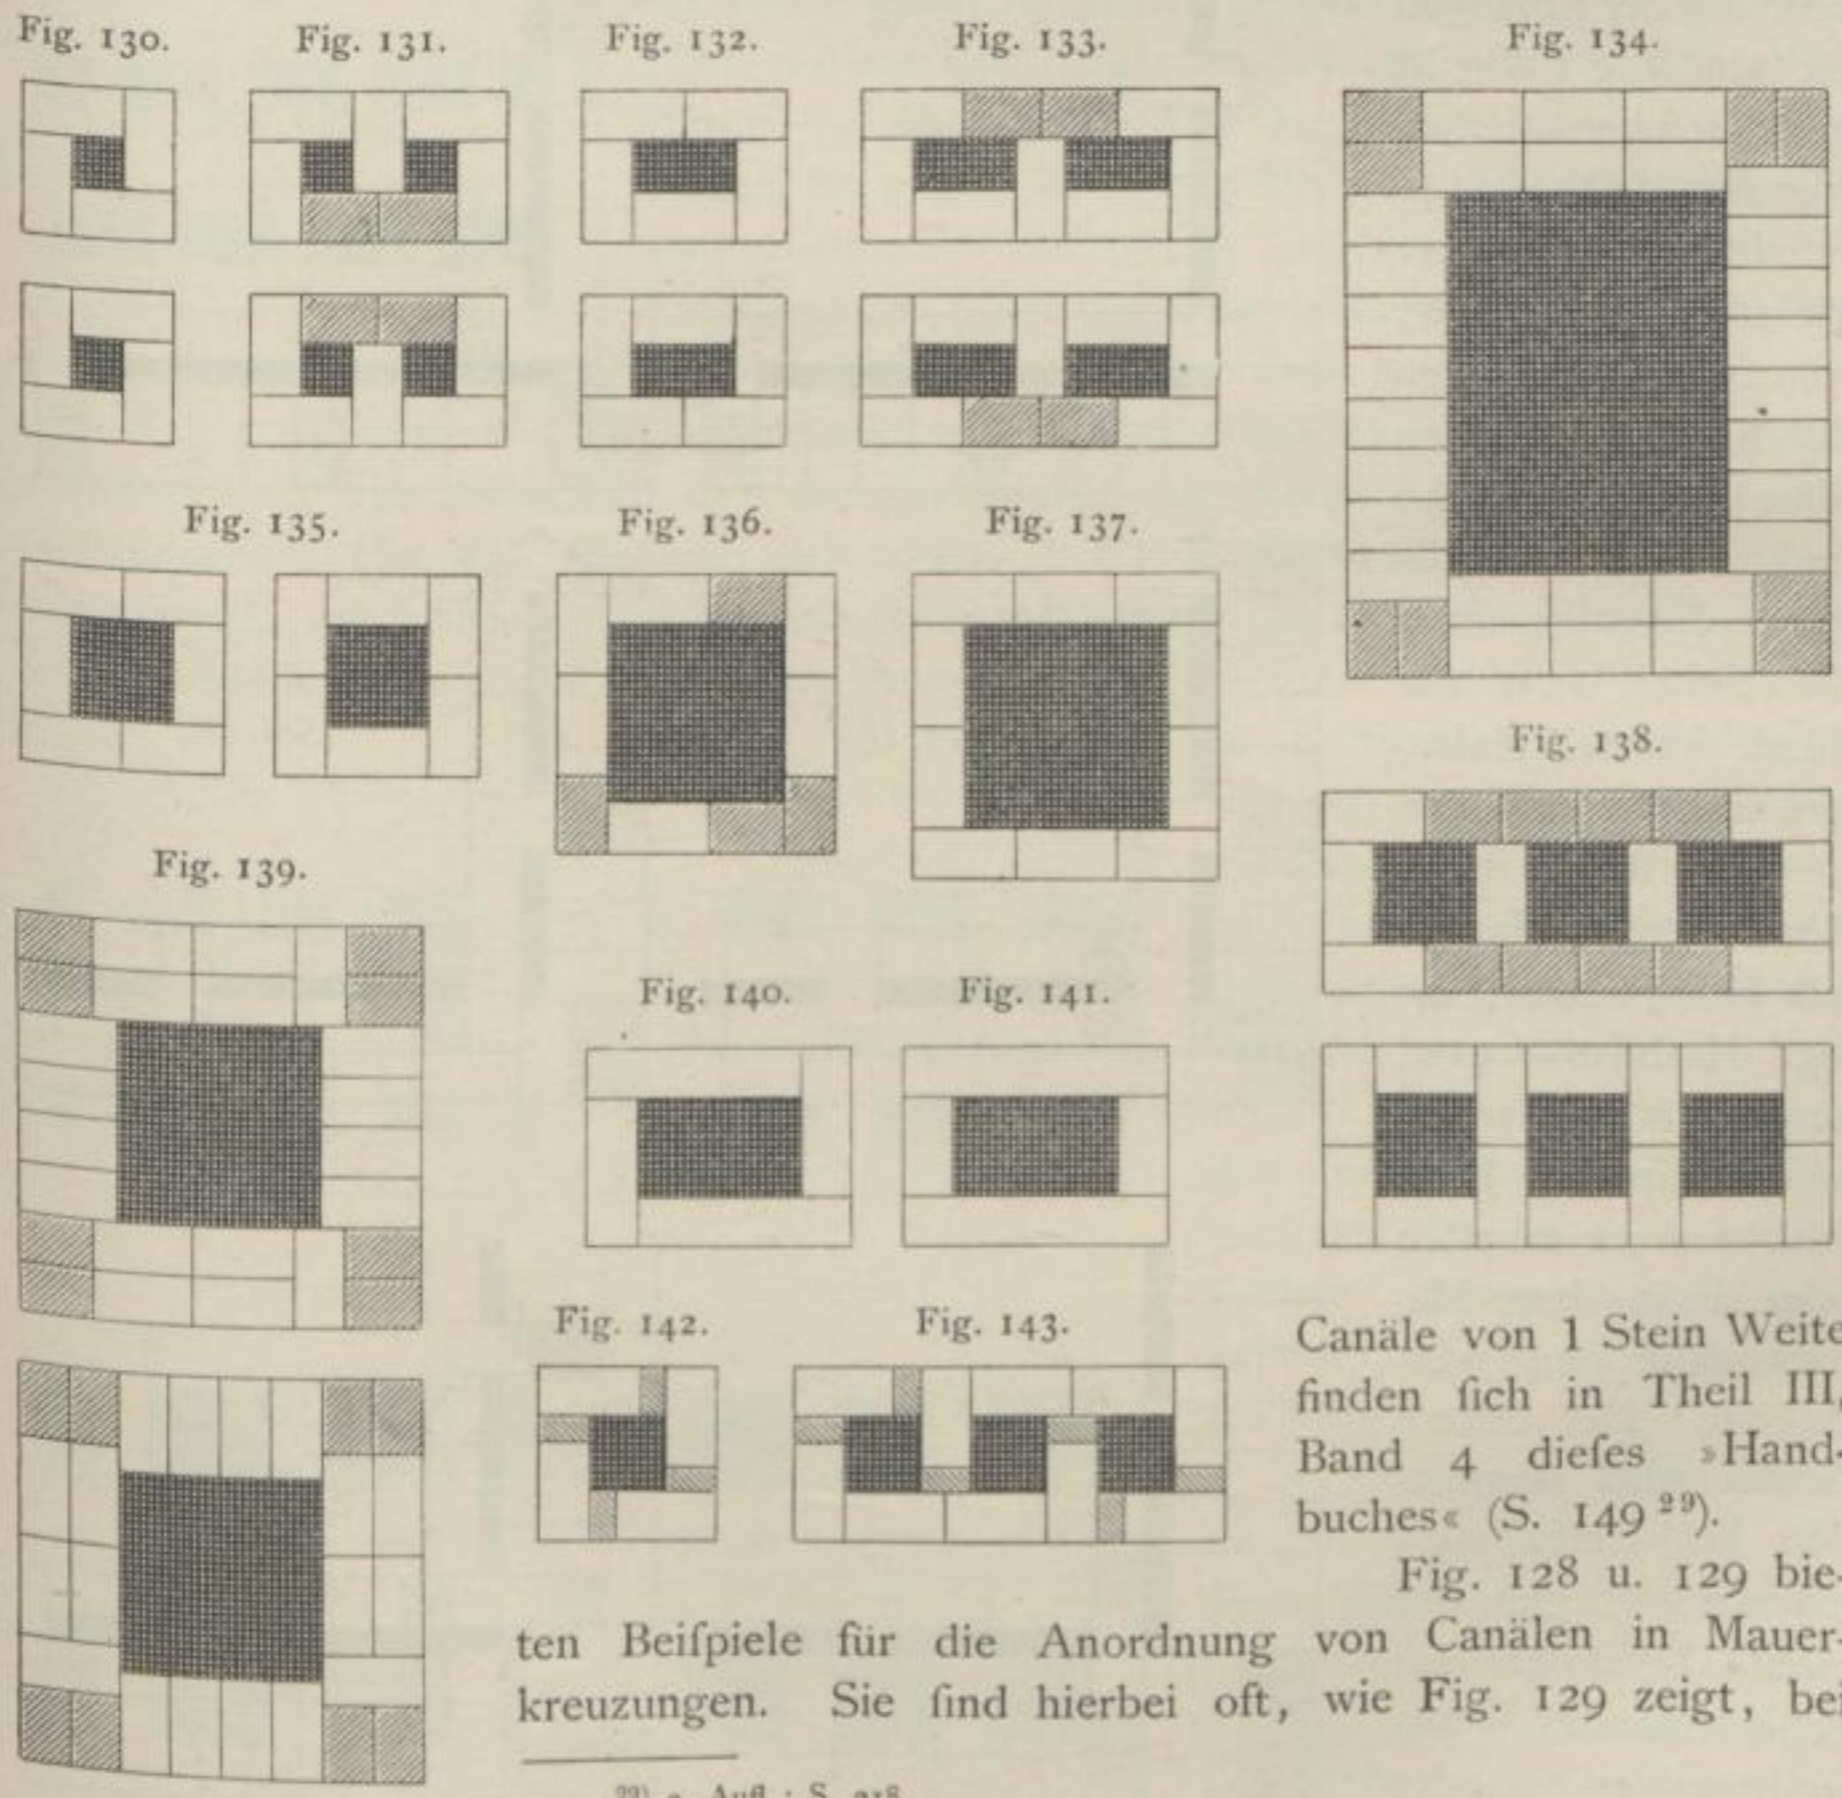 Fig. 130. Fig. 131. Fig. 132. Fig. 133. Fig. 134.
Fig. 135. Fig. 136. Fig. 137.
Fig. 138.
Fig. 139.
Fig. 140. Fig. 141.
Fig. 142. Fig. 143.
Canäle von 1 Stein Weite
finden ſich in Theil III,
Band 4 dieſes »Hand-
buches« (S. 149 ²⁹).
Fig. 128 u. 129 bie-
ten Beiſpiele für die Anordnung von Canälen in Mauer-
kreuzungen. Sie ſind hierbei oft, wie Fig. 129 zeigt, bei
Aufl.: S.